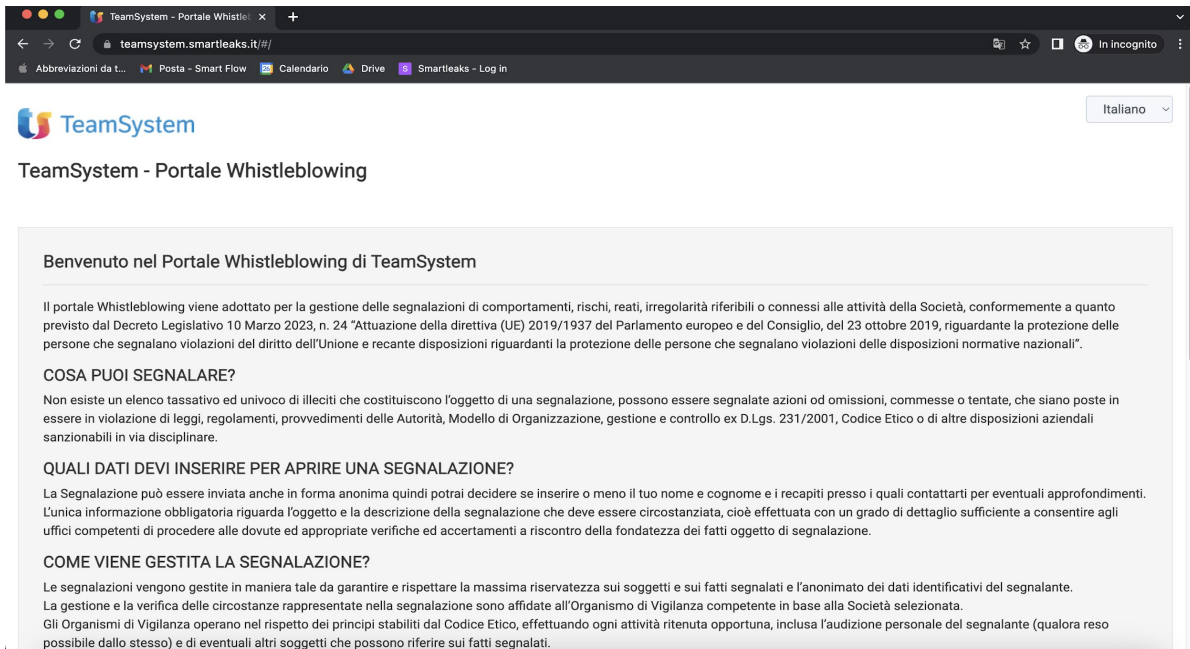 TeamSystem - Portale Whistlel
teamsystem.smartleaks.it/#/
In incognito
Abbreviazioni da t...
Posta - Smart Flow
Calendario
Drive
Smartleaks - Log in
TeamSystem
Italiano
TeamSystem - Portale Whistleblowing
Benvenuto nel Portale Whistleblowing di TeamSystem
Il portale Whistleblowing viene adottato per la gestione delle segnalazioni di comportamenti, rischi, reati, irregolarità riferibili o connessi alle attività della Società, conformemente a quanto
previsto dal Decreto Legislativo 10 Marzo 2023, n. 24 “Attuazione della direttiva (UE) 2019/1937 del Parlamento europeo e del Consiglio, del 23 ottobre 2019, riguardante la protezione delle
persone che segnalano violazioni del diritto dell’Unione e recante disposizioni riguardanti la protezione delle persone che segnalano violazioni delle disposizioni normative nazionali”.
COSA PUOI SEGNALARE?
Non esiste un elenco tassativo ed univoco di illeciti che costituiscono l’oggetto di una segnalazione, possono essere segnalate azioni od omissioni, commesse o tentate, che siano poste in
essere in violazione di leggi, regolamenti, provvedimenti delle Autorità, Modello di Organizzazione, gestione e controllo ex D.Lgs. 231/2001, Codice Etico o di altre disposizioni aziendali
sanzionabili in via disciplinare.
QUALI DATI DEVI INSERIRE PER APRIRE UNA SEGNALAZIONE?
La Segnalazione può essere inviata anche in forma anonima quindi potrai decidere se inserire o meno il tuo nome e cognome e i recapiti presso i quali contattarti per eventuali approfondimenti.
L’unica informazione obbligatoria riguarda l’oggetto e la descrizione della segnalazione che deve essere circostanziata, cioè effettuata con un grado di dettaglio sufficiente a consentire agli
uffici competenti di procedere alle dovute ed appropriate verifiche ed accertamenti a riscontro della fondatezza dei fatti oggetto di segnalazione.
COME VIENE GESTITA LA SEGNALAZIONE?
Le segnalazioni vengono gestite in maniera tale da garantire e rispettare la massima riservatezza sui soggetti e sui fatti segnalati e l’anonimato dei dati identificativi del segnalante.
La gestione e la verifica delle circostanze rappresentate nella segnalazione sono affidate all’Organismo di Vigilanza competente in base alla Società selezionata.
Gli Organismi di Vigilanza operano nel rispetto dei principi stabiliti dal Codice Etico, effettuando ogni attività ritenuta opportuna, inclusa l’audizione personale del segnalante (qualora reso
possibile dallo stesso) e di eventuali altri soggetti che possono riferire sui fatti segnalati.